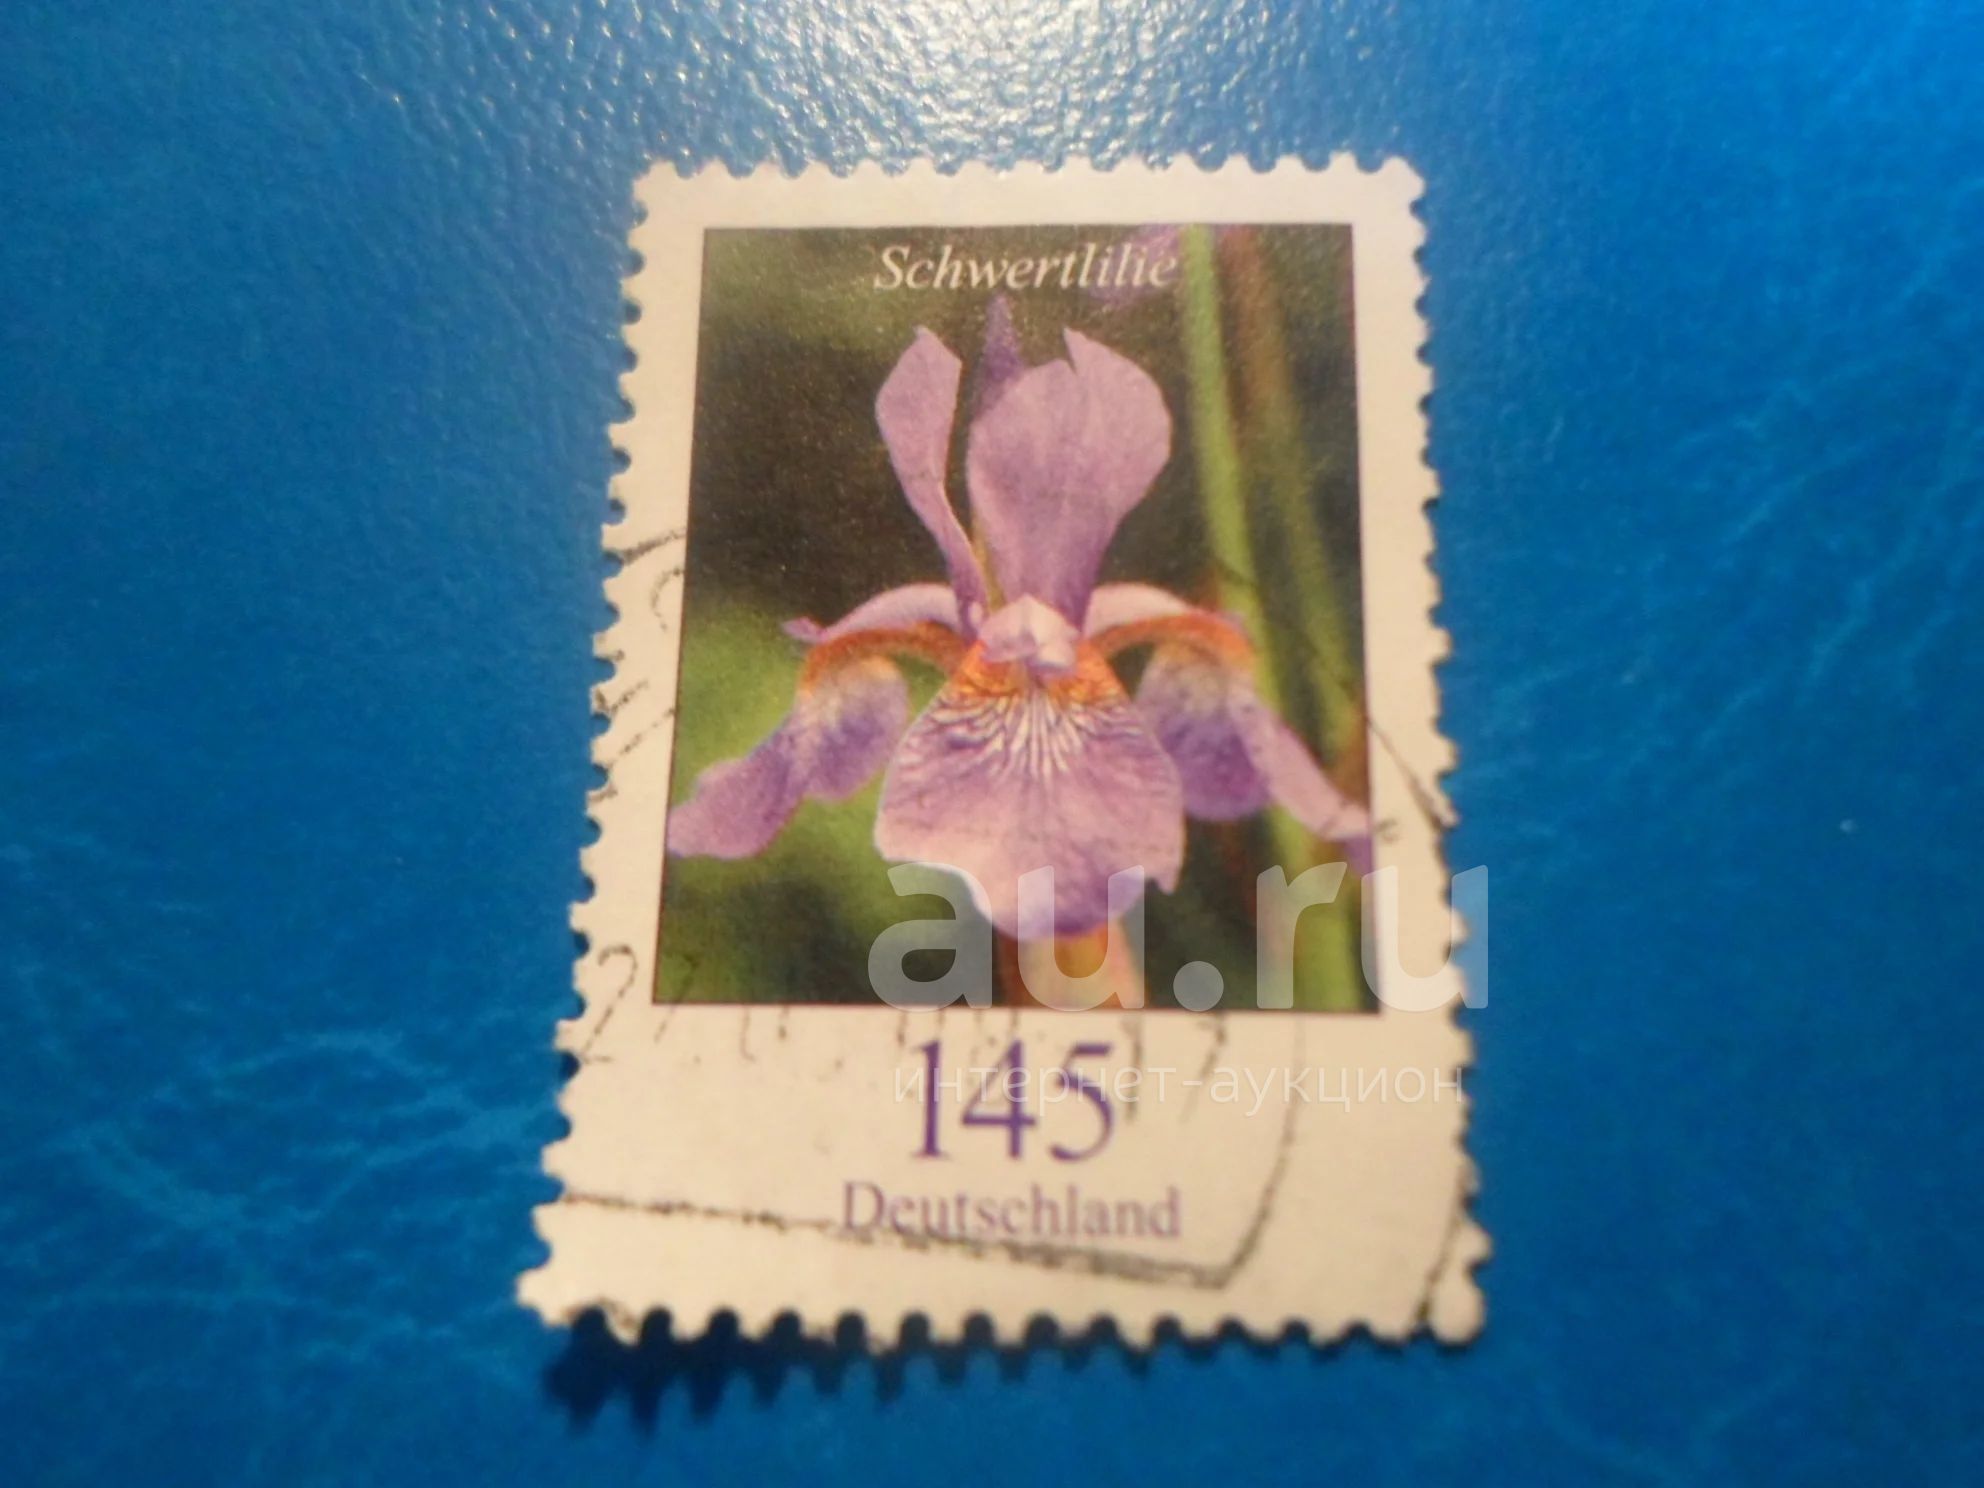 Schwertlilie
au.ru
интернет-аукцион
145
Deutschland